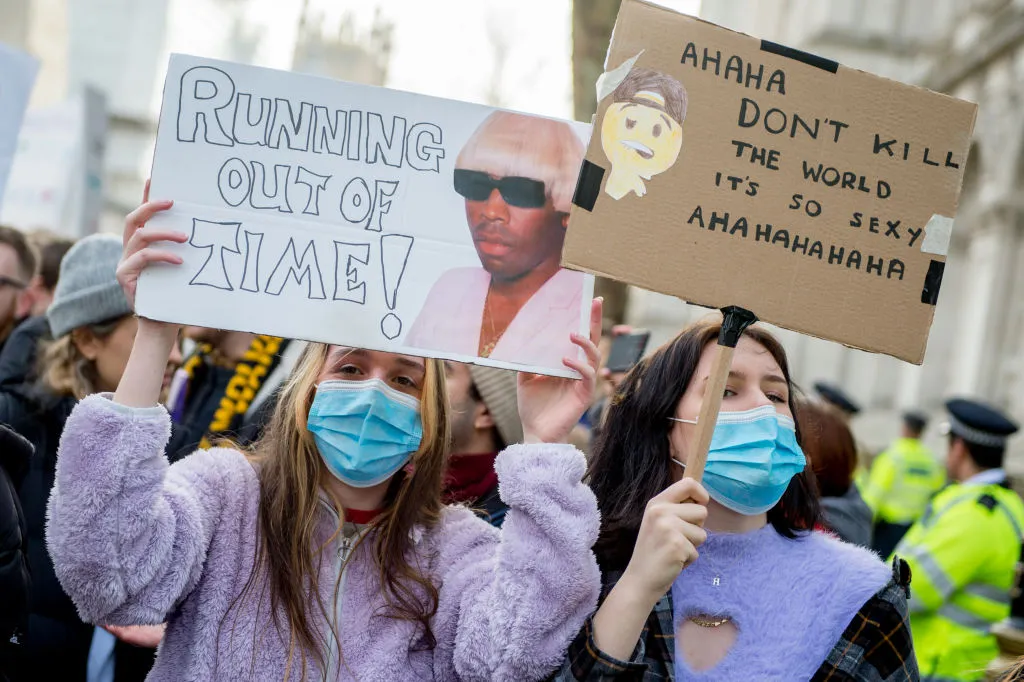 RUNNING
OUT OF
TIME!
AHAHA
DON'T KILL
THE WORLD
IT'S SO SEXY
AHAHAHAHAHA
H